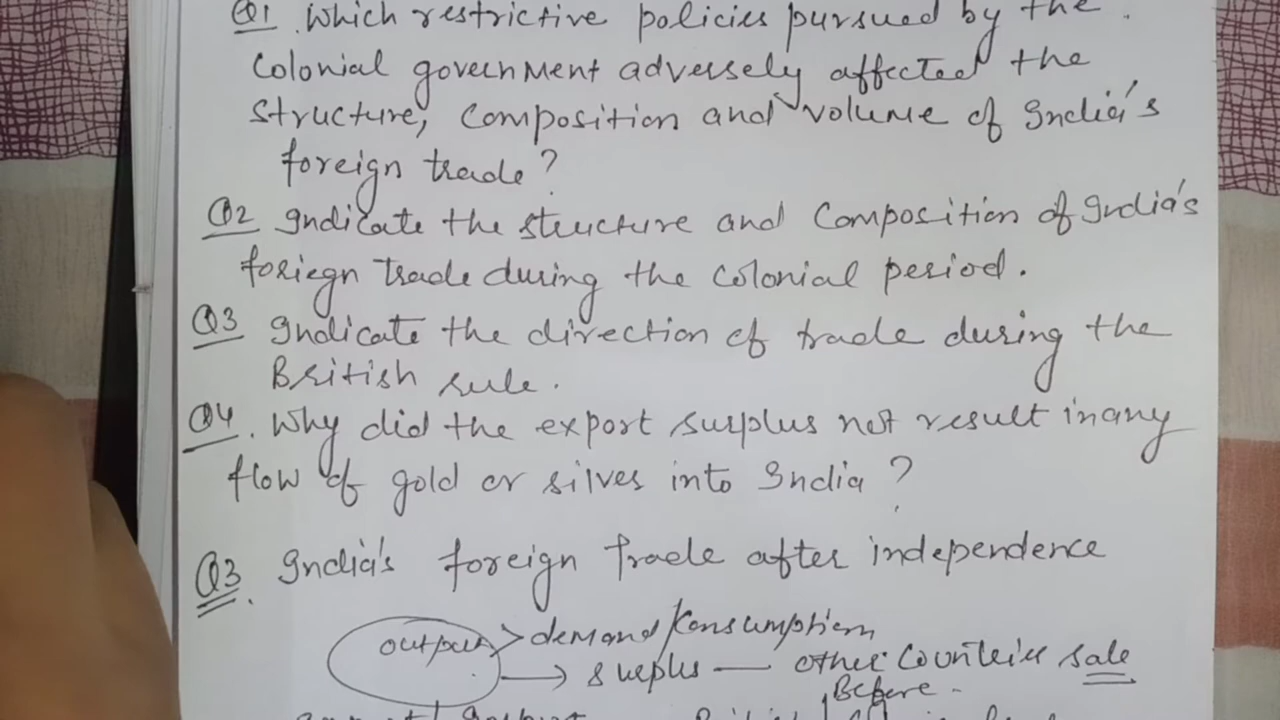 Q1. Which restrictive policies pursued by the
Colonial government adversely affected the
structure, composition and volume of India's
foreign trade?
Q2 Indicate the structure and Composition of India's
foriegn trade during the colonial period.
Q3 Indicate the direction of trade during the
British rule.
Q4. Why did the export surplus not result in any
flow of gold or silver into India?
Q3. India's foreign Trade after independence
output > demand/consumption
→ surplus — other Countries sale
Before -